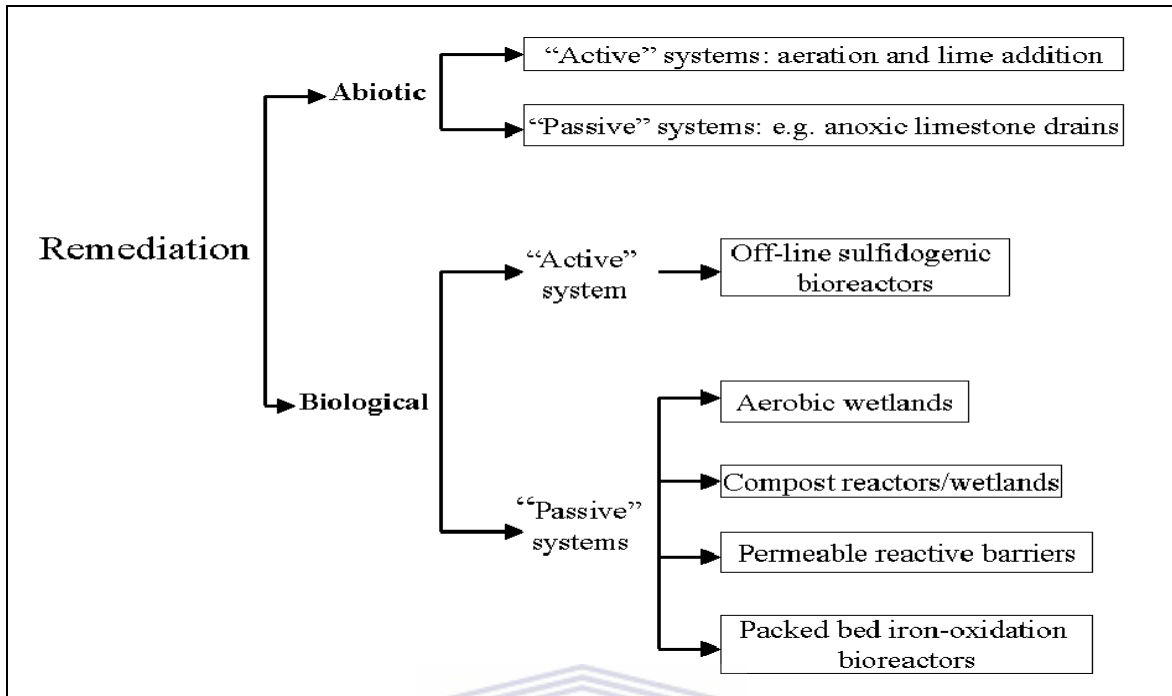 Remediation
Abiotic
“Active” systems: aeration and lime addition
“Passive” systems: e.g. anoxic limestone drains
Biological
“Active”
system
Off-line sulfidogenic
bioreactors
“Passive”
systems
Aerobic wetlands
Compost reactors/wetlands
Permeable reactive barriers
Packed bed iron-oxidation
bioreactors